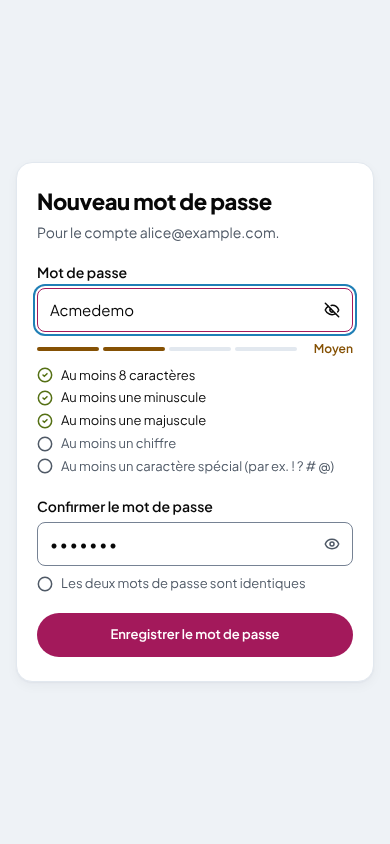 Nouveau mot de passe
Pour le compte alice@example.com.
Mot de passe
Acmedemo
Moyen
Au moins 8 caractères
Au moins une minuscule
Au moins une majuscule
Au moins un chiffre
Au moins un caractère spécial (par ex. ! ? # @)
Confirmer le mot de passe
•••••••
Les deux mots de passe sont identiques
Enregistrer le mot de passe